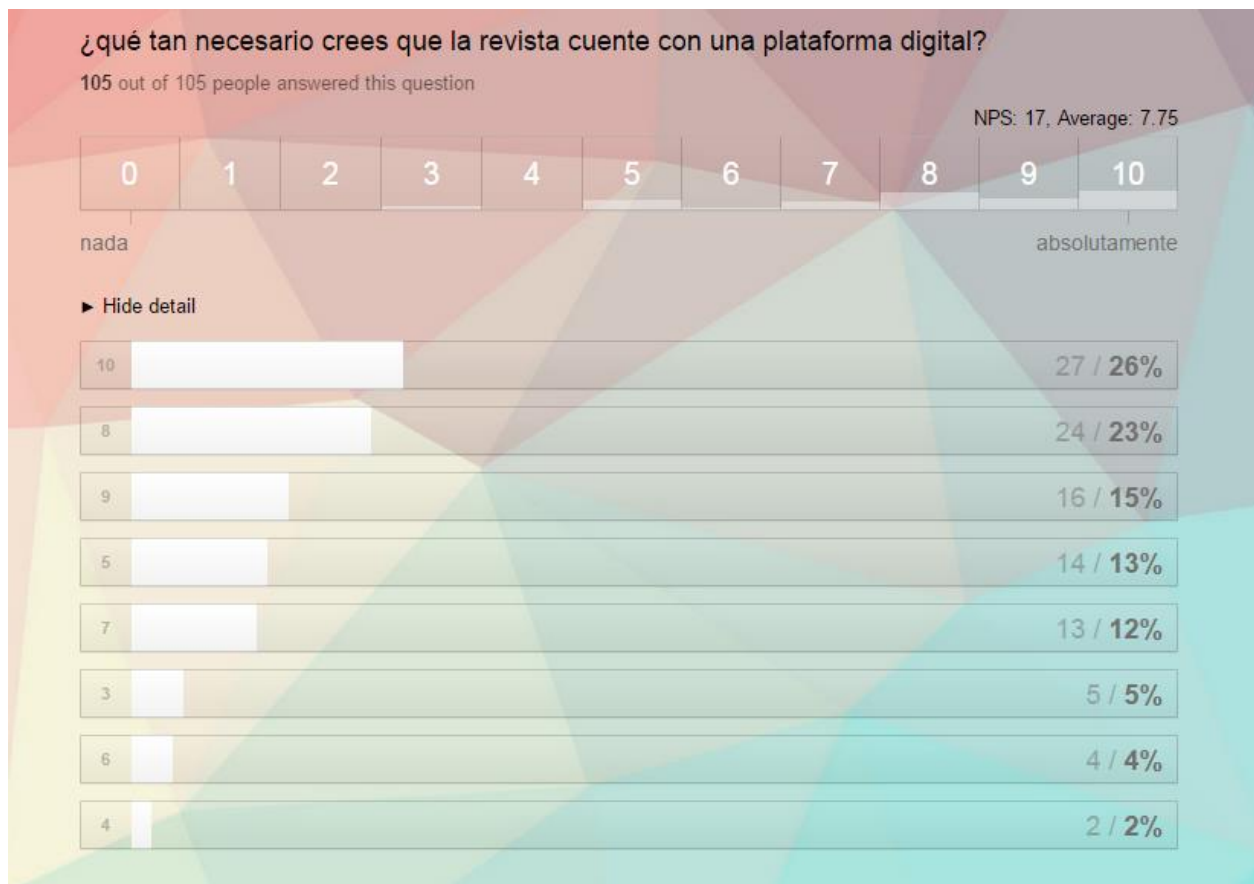 ¿qué tan necesario crees que la revista cuente con una plataforma digital?
105 out of 105 people answered this question
NPS: 17, Average: 7.75
0 1 2 3 4 5 6 7 8 9 10
nada absolutamente
► Hide detail
10 27 / 26%
8 24 / 23%
9 16 / 15%
5 14 / 13%
7 13 / 12%
3 5 / 5%
6 4 / 4%
4 2 / 2%